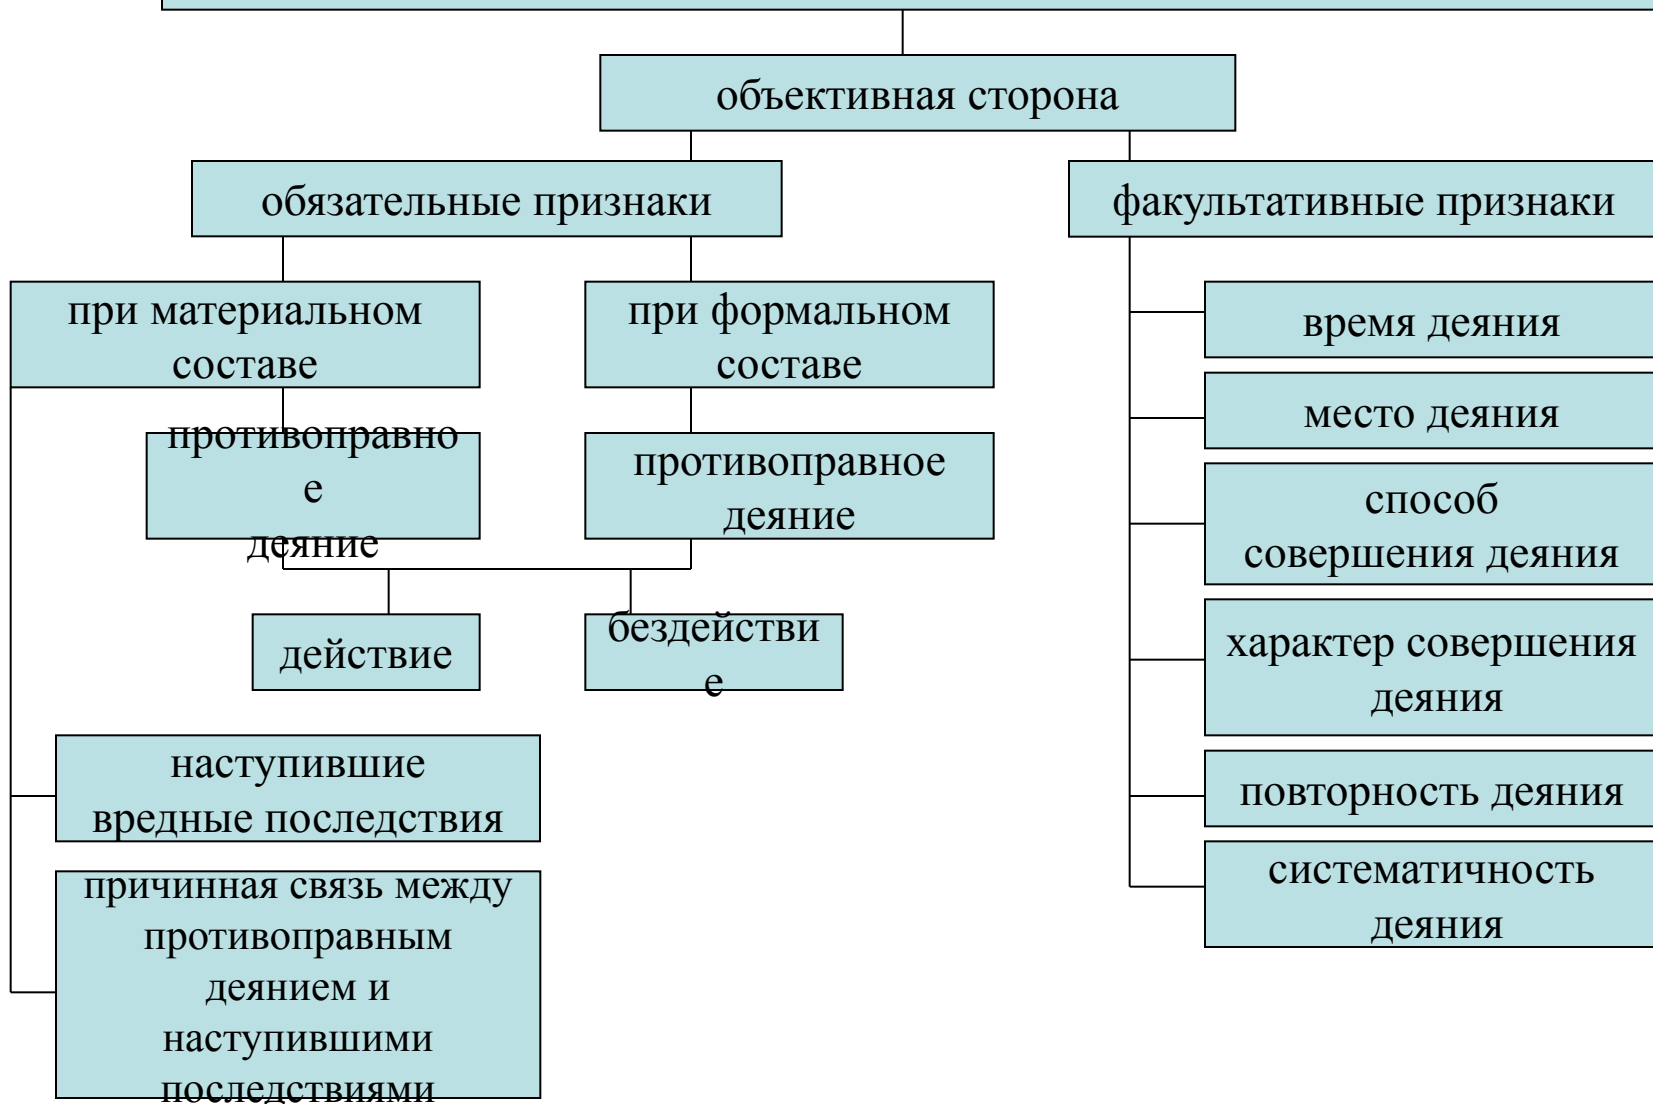 объективная сторона
обязательные признаки
факультативные признаки
при материальном
составе
при формальном
составе
противоправно
е
деяние
противоправное
деяние
действие
бездействи
е
наступившие
вредные последствия
причинная связь между
противоправным
деянием и
наступившими
последствиями
время деяния
место деяния
способ
совершения деяния
характер совершения
деяния
повторность деяния
систематичность
деяния